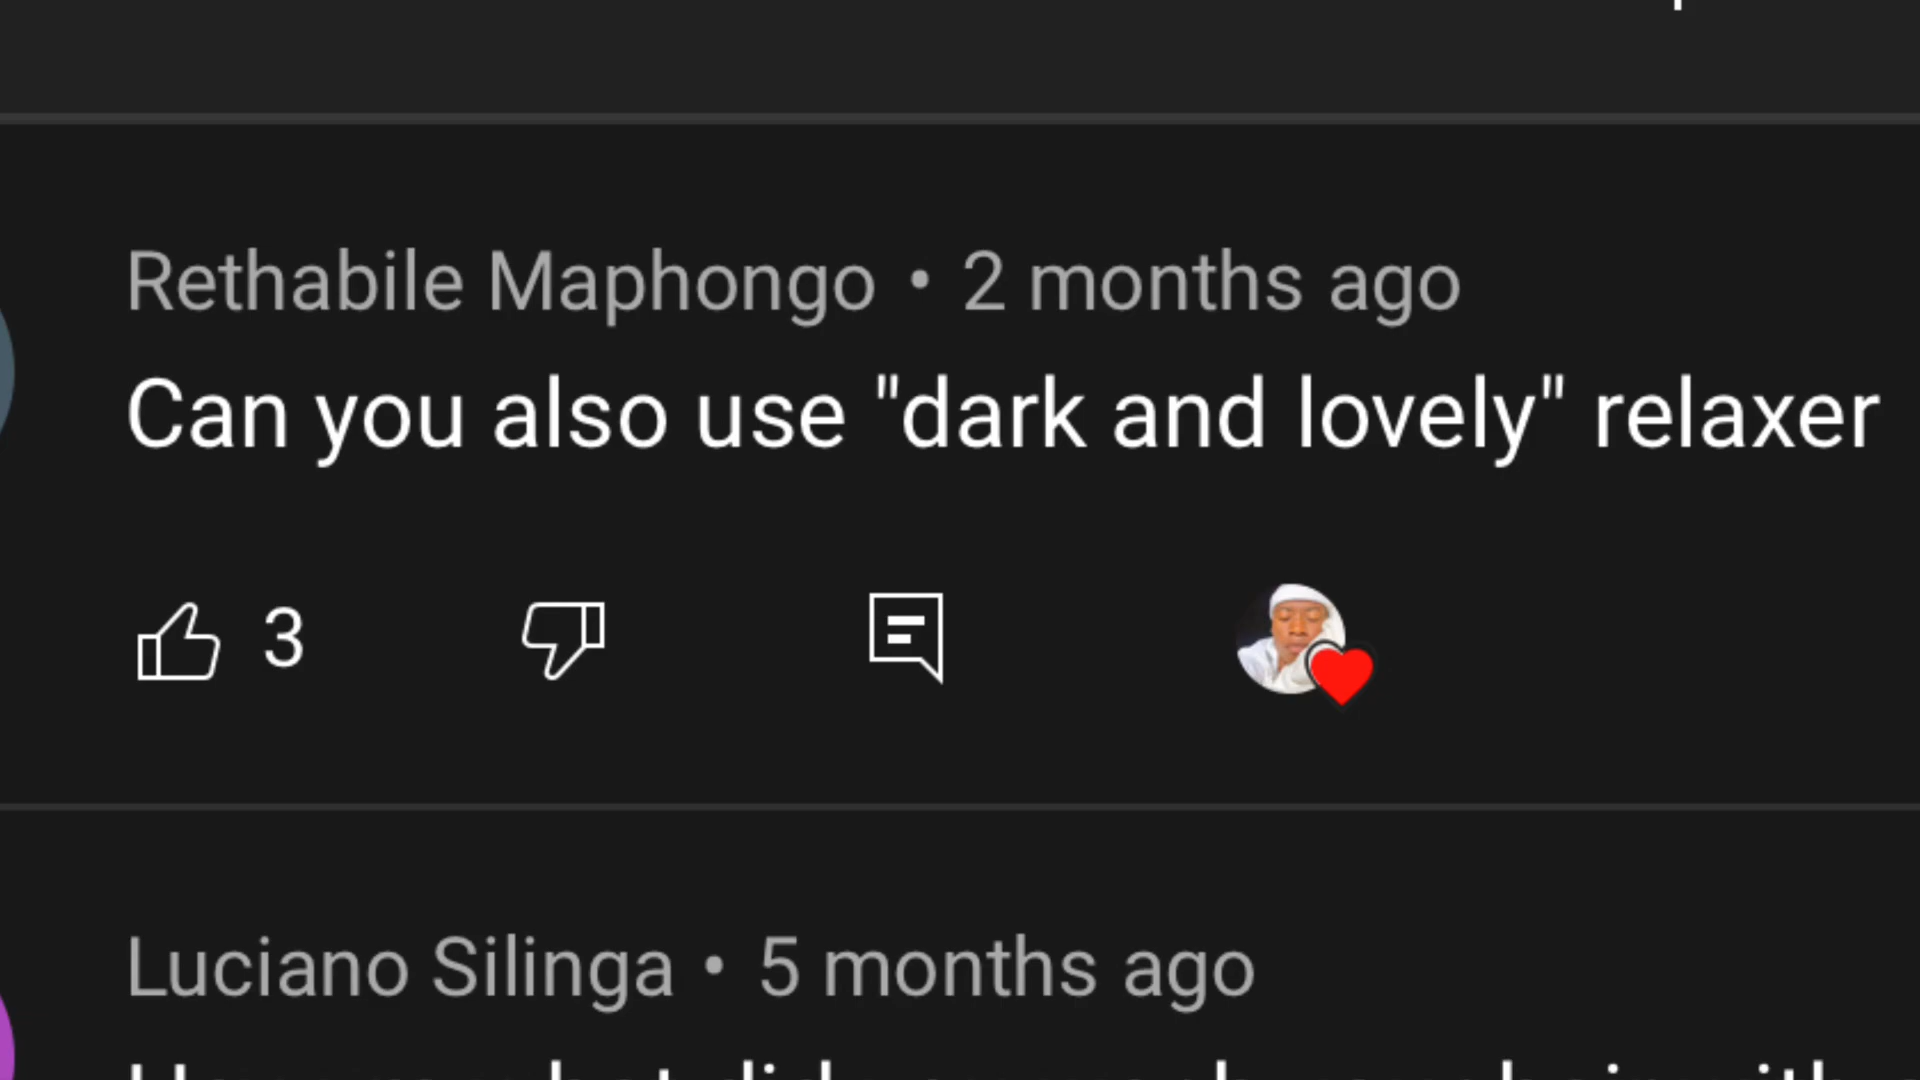 Rethabile Maphongo • 2 months ago
Can you also use "dark and lovely" relaxer
3
Luciano Silinga • 5 months ago